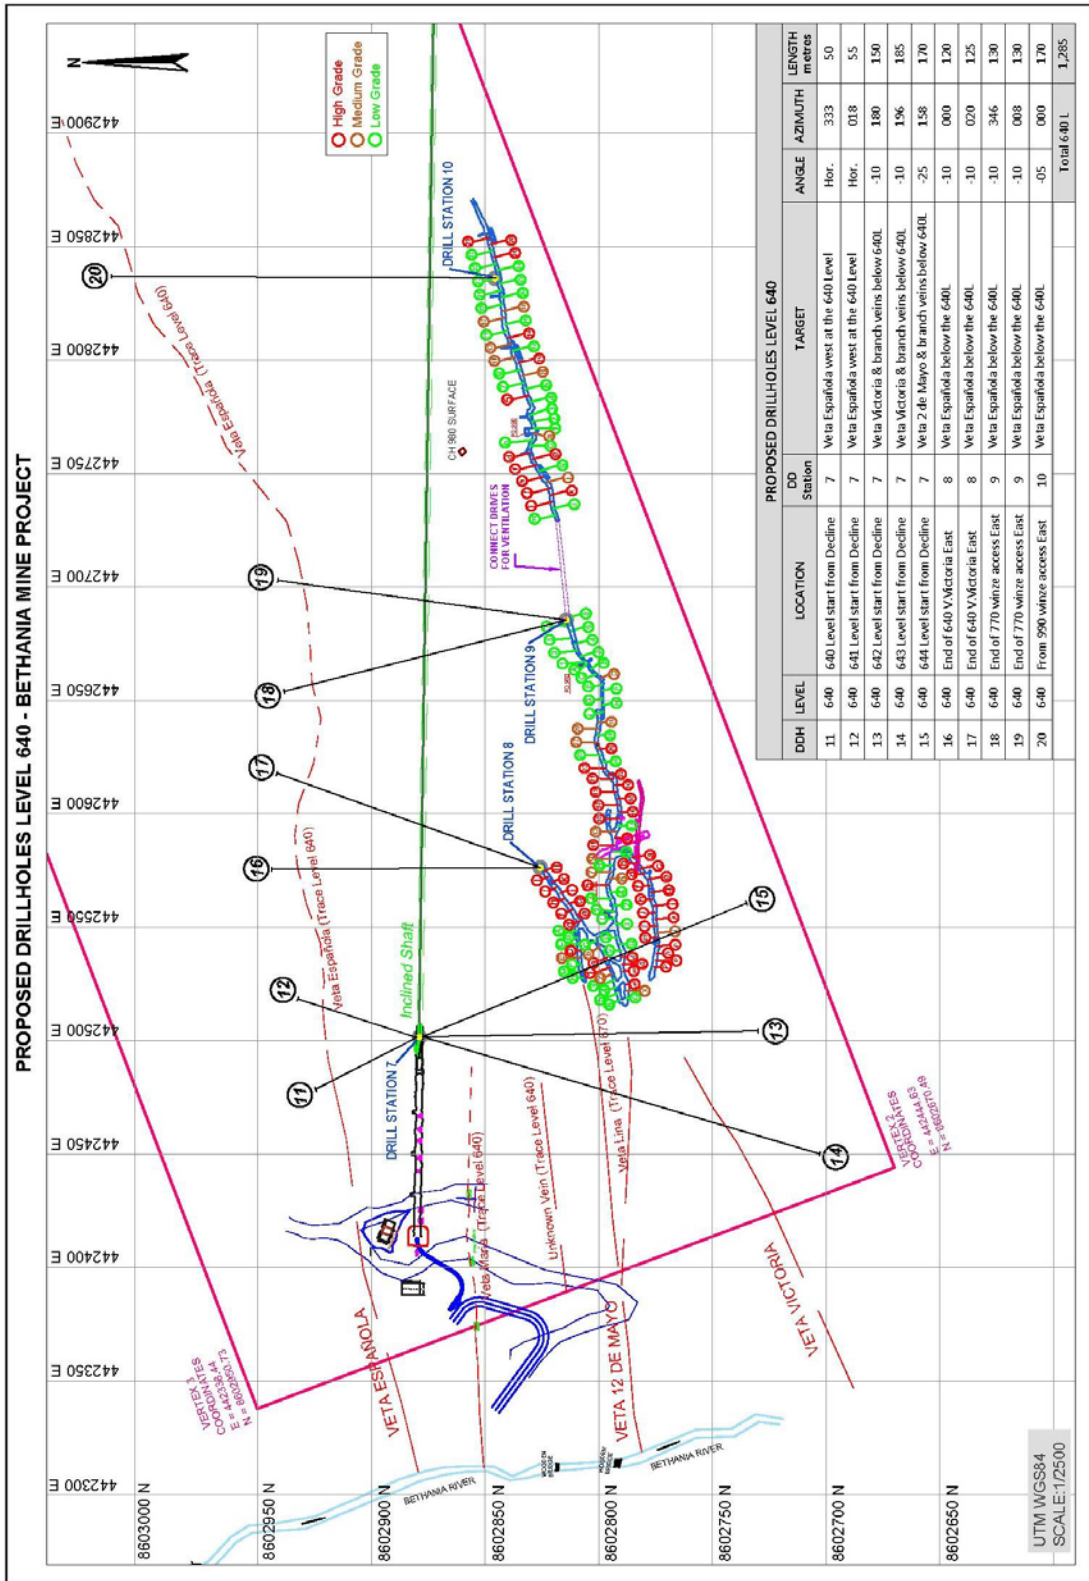 PROPOSED DRILLHOLES LEVEL 640 - BETHANIA MINE PROJECT
442300 E
442350 E
442400 E
442450 E
442500 E
442550 E
442600 E
442650 E
442700 E
442750 E
442800 E
442850 E
442900 E
N
8603000 N
8602950 N
8602900 N
8602850 N
8602800 N
8602750 N
8602700 N
8602650 N
High Grade
Medium Grade
Low Grade
VERTEX 3
COORDINATES
E = 442338.44
N = 8602950.73
VERTEX 2
COORDINATES
E = 442444.63
N = 8602670.49
11
12
16
17
18
19
20
14
13
15
Veta Española (Trace Level 640)
Veta Española (Trace Level 640)
Inclined Shaft
DRILL STATION 7
DRILL STATION 8
DRILL STATION 9
DRILL STATION 10
CH 980 SURFACE
CONNECT DRIVES
FOR VENTILATION
VETA ESPAÑOLA
Veta Maria (Trace Level 640)
Unknown Vein (Trace Level 640)
VETA 12 DE MAYO
Veta Lina (Trace Level 670)
VETA VICTORIA
BETHANIA RIVER
BETHANIA RIVER
WOODEN
BRIDGE
WOODEN
BRIDGE
UTM WGS84
SCALE:1/2500
PROPOSED DRILLHOLES LEVEL 640
DDH LEVEL LOCATION DD Station TARGET ANGLE AZIMUTH LENGTH metres
11 640 640 Level start from Decline 7 Veta Española west at the 640 Level Hor. 333 50
12 640 641 Level start from Decline 7 Veta Española west at the 640 Level Hor. 018 55
13 640 642 Level start from Decline 7 Veta Victoria & branch veins below 640L -10 180 150
14 640 643 Level start from Decline 7 Veta Victoria & branch veins below 640L -10 196 185
15 640 644 Level start from Decline 7 Veta 2 de Mayo & branch veins below 640L -25 158 170
16 640 End of 640 V.Victoria East 8 Veta Española below the 640L -10 000 120
17 640 End of 640 V.Victoria East 8 Veta Española below the 640L -10 020 125
18 640 End of 770 winze access East 9 Veta Española below the 640L -10 346 130
19 640 End of 770 winze access East 9 Veta Española below the 640L -10 008 130
20 640 From 990 winze access East 10 Veta Española below the 640L -05 000 170
Total 640 L 1,285